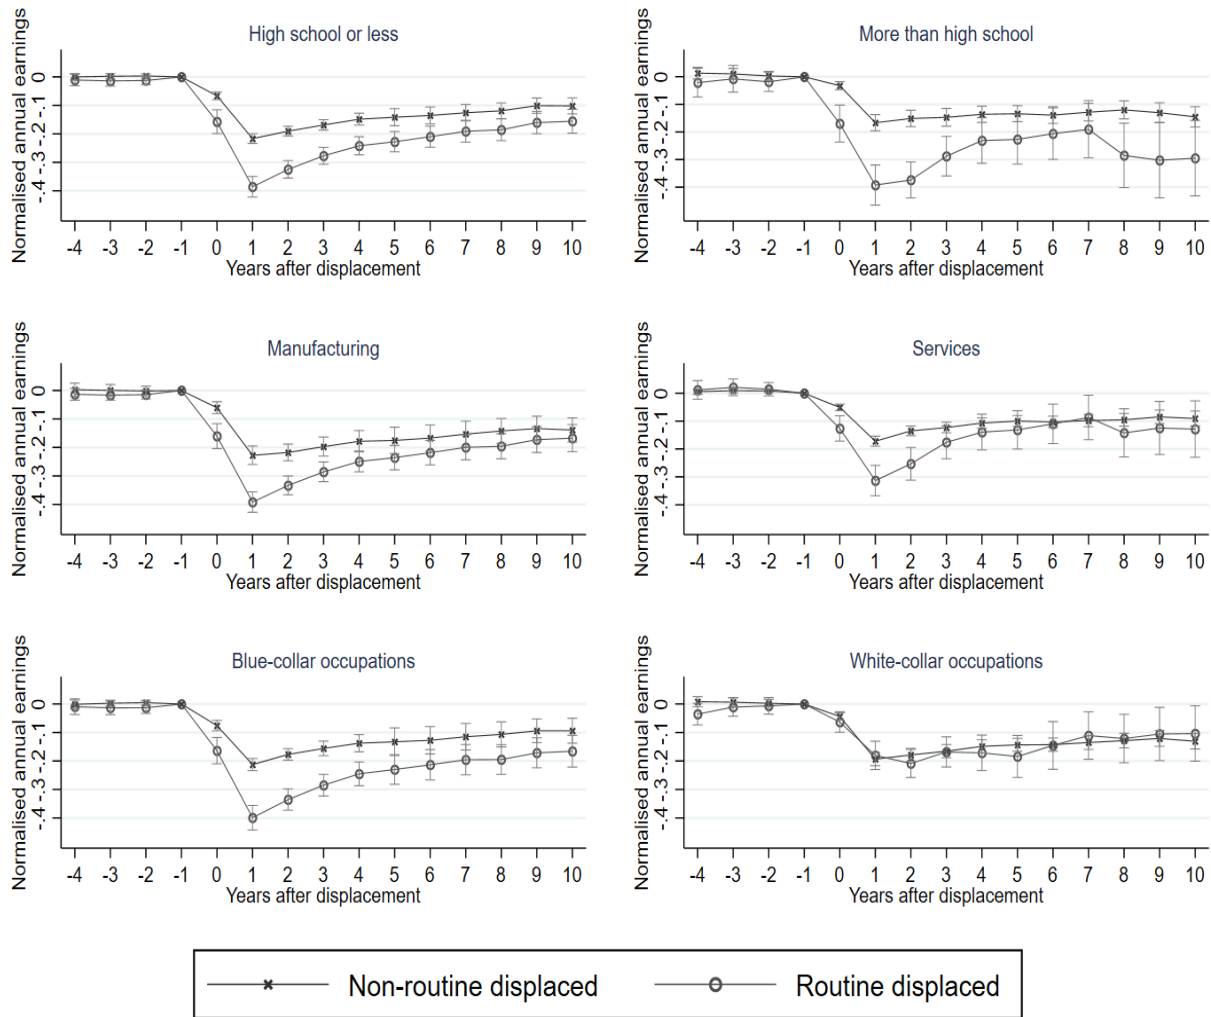 High school or less
Normalised annual earnings
0
-.1
-.2
-.3
-.4
-4 -3 -2 -1 0 1 2 3 4 5 6 7 8 9 10
Years after displacement
More than high school
Normalised annual earnings
0
-.1
-.2
-.3
-.4
-4 -3 -2 -1 0 1 2 3 4 5 6 7 8 9 10
Years after displacement
Manufacturing
Normalised annual earnings
0
-.1
-.2
-.3
-.4
-4 -3 -2 -1 0 1 2 3 4 5 6 7 8 9 10
Years after displacement
Services
Normalised annual earnings
0
-.1
-.2
-.3
-.4
-4 -3 -2 -1 0 1 2 3 4 5 6 7 8 9 10
Years after displacement
Blue-collar occupations
Normalised annual earnings
0
-.1
-.2
-.3
-.4
-4 -3 -2 -1 0 1 2 3 4 5 6 7 8 9 10
Years after displacement
White-collar occupations
Normalised annual earnings
0
-.1
-.2
-.3
-.4
-4 -3 -2 -1 0 1 2 3 4 5 6 7 8 9 10
Years after displacement
Non-routine displaced
Routine displaced